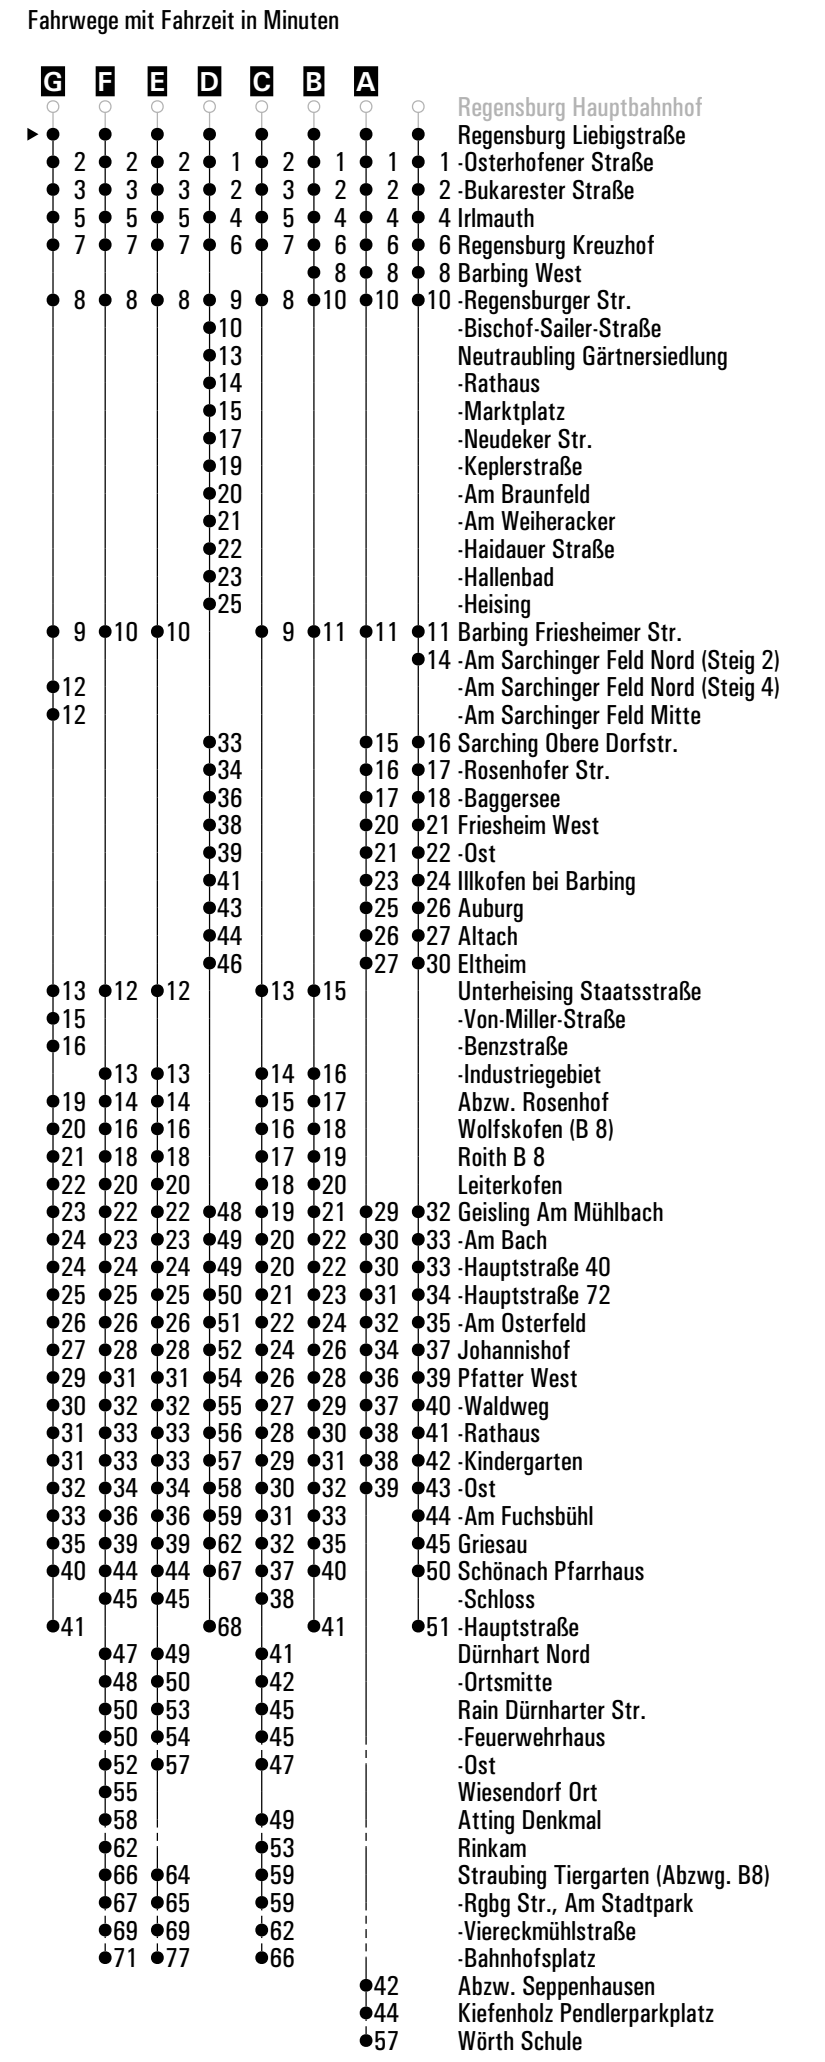 Fahrwege mit Fahrzeit in Minuten
G F E D C B A
Regensburg Hauptbahnhof
Regensburg Liebigstraße
2 2 2 1 2 1 1 1 -Osterhofener Straße
3 3 3 2 3 2 2 2 -Bukarester Straße
5 5 5 4 5 4 4 4 Irlmauth
7 7 7 6 7 6 6 6 Regensburg Kreuzhof
8 8 8 Barbing West
8 8 8 9 8 10 10 10 -Regensburger Str.
10 -Bischof-Sailer-Straße
13 Neutraubling Gärtnersiedlung
14 -Rathaus
15 -Marktplatz
17 -Neudeker Str.
19 -Keplerstraße
20 -Am Braunfeld
21 -Am Weiheracker
22 -Haidauer Straße
23 -Hallenbad
25 -Heising
9 10 10 9 11 11 11 Barbing Friesheimer Str.
14 -Am Sarchinger Feld Nord (Steig 2)
12 -Am Sarchinger Feld Nord (Steig 4)
12 -Am Sarchinger Feld Mitte
33 15 16 Sarching Obere Dorfstr.
34 16 17 -Rosenhofer Str.
36 17 18 -Baggersee
38 20 21 Friesheim West
39 21 22 -Ost
41 23 24 Illkofen bei Barbing
43 25 26 Auburg
44 26 27 Altach
46 27 30 Eltheim
13 12 12 13 15 Unterheising Staatsstraße
15 -Von-Miller-Straße
16 -Benzstraße
13 13 14 16 -Industriegebiet
19 14 14 15 17 Abzw. Rosenhof
20 16 16 16 18 Wolfskofen (B 8)
21 18 18 17 19 Roith B 8
22 20 20 18 20 Leiterkofen
23 22 22 48 19 21 29 32 Geisling Am Mühlbach
24 23 23 49 20 22 30 33 -Am Bach
24 24 24 49 20 22 30 33 -Hauptstraße 40
25 25 25 50 21 23 31 34 -Hauptstraße 72
26 26 26 51 22 24 32 35 -Am Osterfeld
27 28 28 52 24 26 34 37 Johannishof
29 31 31 54 26 28 36 39 Pfatter West
30 32 32 55 27 29 37 40 -Waldweg
31 33 33 56 28 30 38 41 -Rathaus
31 33 33 57 29 31 38 42 -Kindergarten
32 34 34 58 30 32 39 43 -Ost
33 36 36 59 31 33 44 -Am Fuchsbühl
35 39 39 62 32 35 45 Griesau
40 44 44 67 37 40 50 Schönach Pfarrhaus
45 45 38 -Schloss
41 68 41 51 -Hauptstraße
47 49 41 Dürnhart Nord
48 50 42 -Ortsmitte
50 53 45 Rain Dürnharter Str.
50 54 45 -Feuerwehrhaus
52 57 47 -Ost
55 Wiesendorf Ort
58 49 Atting Denkmal
62 53 Rinkam
66 64 59 Straubing Tiergarten (Abzwg. B8)
67 65 59 -Rgbg Str., Am Stadtpark
69 69 62 -Viereckmühlstraße
71 77 66 -Bahnhofsplatz
42 Abzw. Seppenhausen
44 Kiefenholz Pendlerparkplatz
57 Wörth Schule